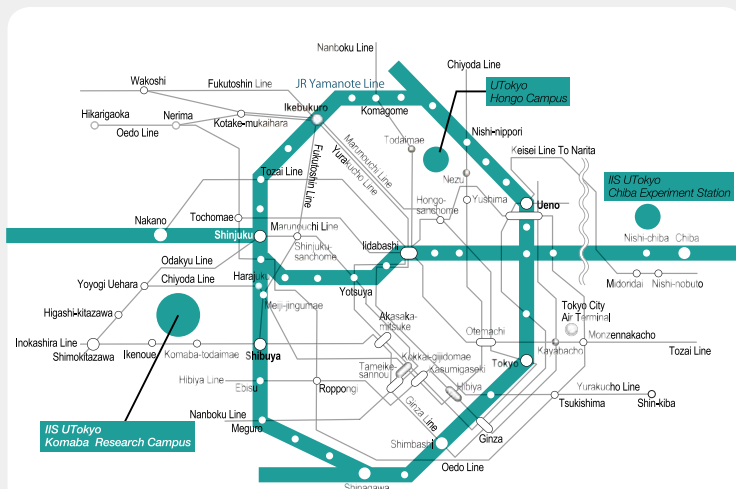 Nanboku Line
Chiyoda Line
Wakoshi
Fukutoshin Line
JR Yamanote Line
UTokyo
Hongo Campus
Hikarigaoka
Nerima
Ikebukuro
Komagome
Oedo Line
Kotake-mukaihara
Nishi-nippori
Todaimae
Marunouchi Line
Yurakucho Line
Fukutoshin Line
Keisei Line To Narita
Tozai Line
Nezu
IIS UTokyo
Chiba Experiment Station
Hongo-
sanchome
Yushima
Ueno
Nakano
Tochomae
Marunouchi Line
Shinjuku
Shinjuku-
sanchome
Iidabashi
Nishi-chiba
Chiba
Odakyu Line
Yoyogi Uehara
Chiyoda Line
Harajuku
Yotsuya
Midoridai
Nishi-nobuto
Meiji-jingumae
Higashi-kitazawa
Akasaka-
mitsuke
Tokyo City
Air Terminal
Otemachi
Monzennakacho
Inokashira Line
Shimokitazawa
Ikenoue
Komaba-todaimae
Shibuya
Kokkai-gijidomae
Kasumigaseki
Kayabacho
Tozai Line
Tameike-
sannou
Tokyo
Hibiya Line
Ebisu
Roppongi
Hibiya
Yurakucho Line
Tsukishima
Shin-kiba
Ginza Line
Nanboku Line
Meguro
IIS UTokyo
Komaba Research Campus
Shimbashi
Ginza
Oedo Line
Shinagawa